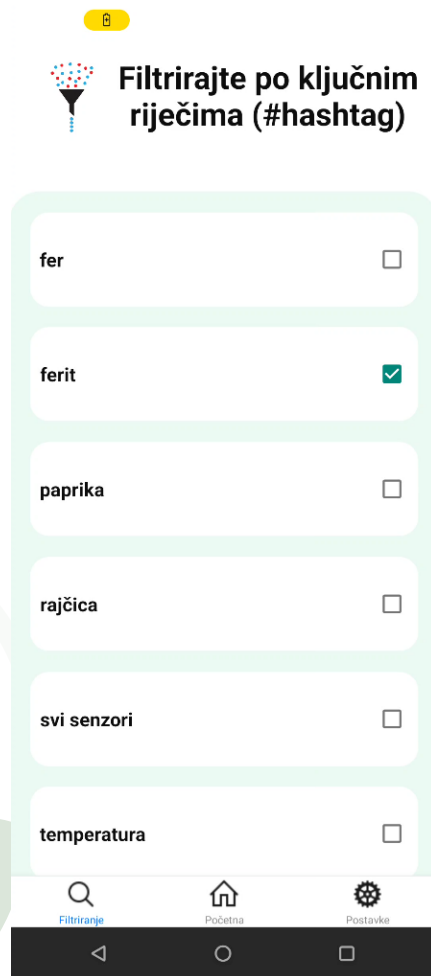 Filtrirajte po ključnim
riječima (#hashtag)
fer
ferit
paprika
rajčica
svi senzori
temperatura
Filtriranje
Početna
Postavke